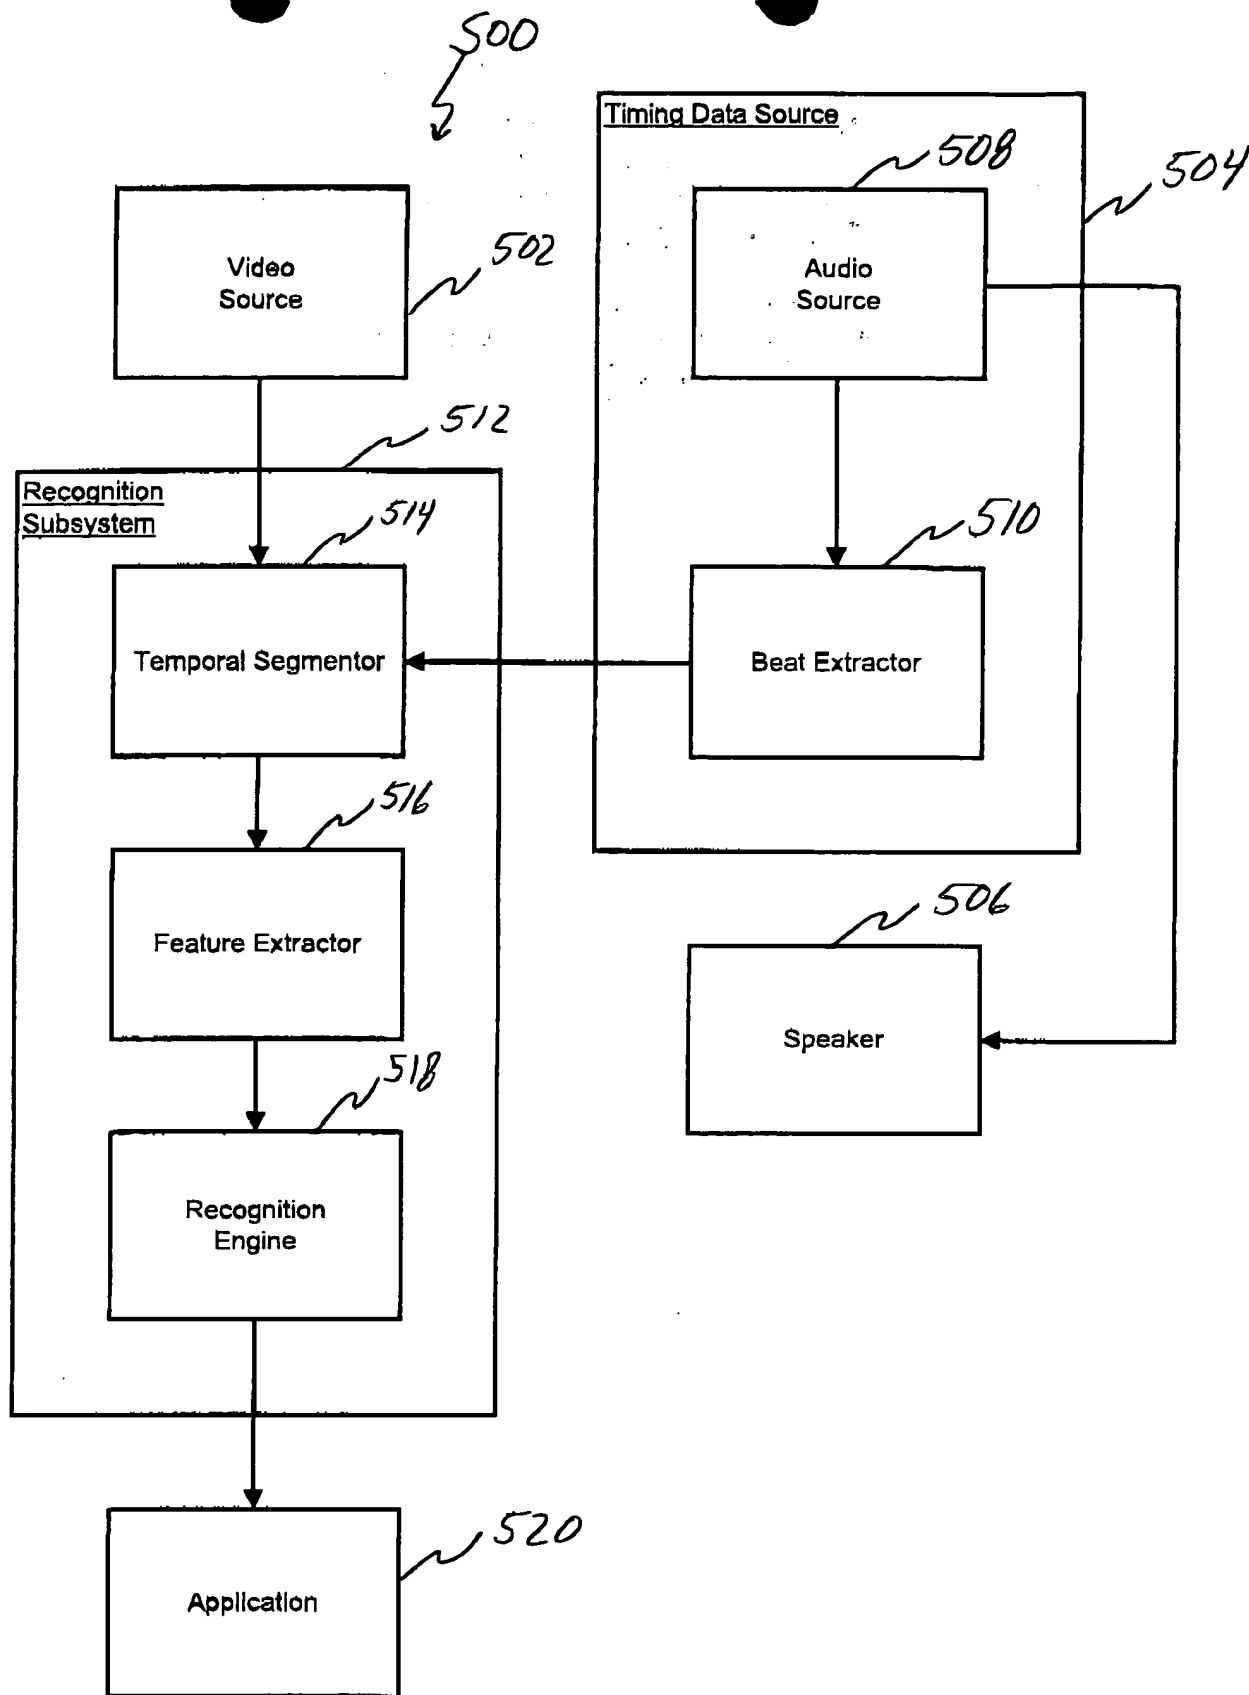 500
Timing Data Source
508
504
Video
Source
502
Audio
Source
512
Recognition
Subsystem
514
510
Temporal Segmentor
Beat Extractor
516
506
Feature Extractor
Speaker
518
Recognition
Engine
520
Application